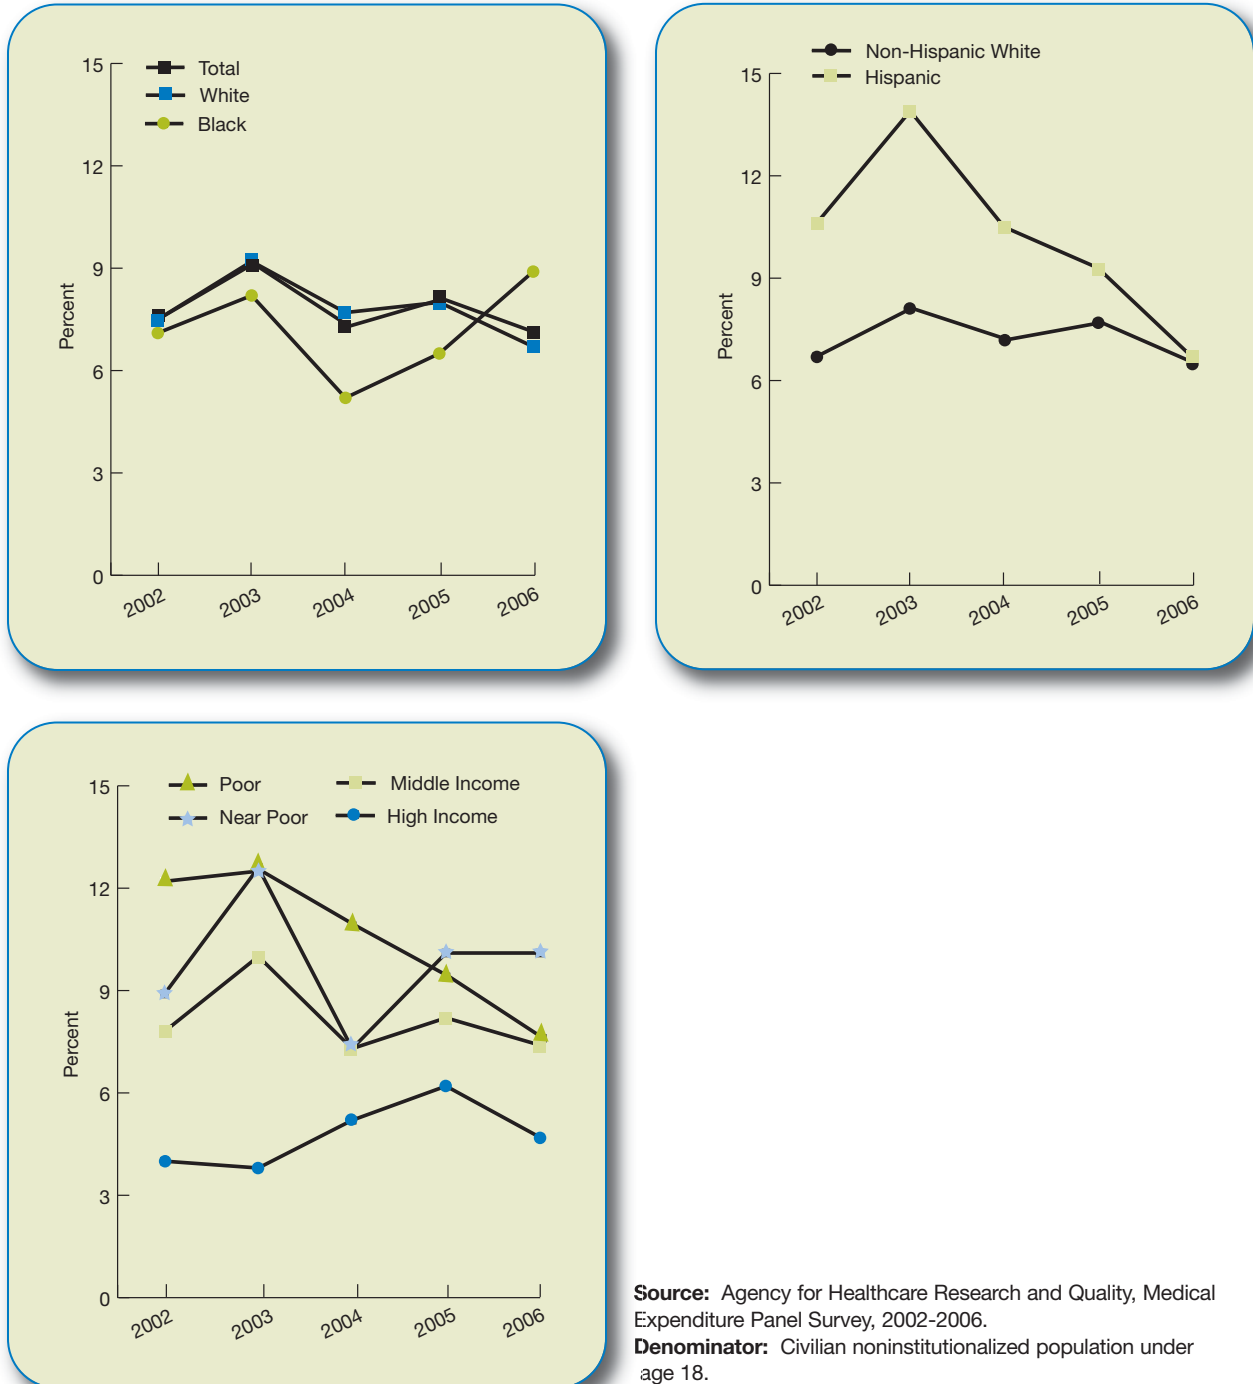 Total
White
Black
15
12
9
6
3
0
Percent
2002 2003 2004 2005 2006
Non-Hispanic White
Hispanic
15
12
9
6
3
0
Percent
2002 2003 2004 2005 2006
Poor Middle Income
Near Poor High Income
15
12
9
6
3
0
Percent
2002 2003 2004 2005 2006
Source: Agency for Healthcare Research and Quality, Medical
Expenditure Panel Survey, 2002-2006.
Denominator: Civilian noninstitutionalized population under
age 18.